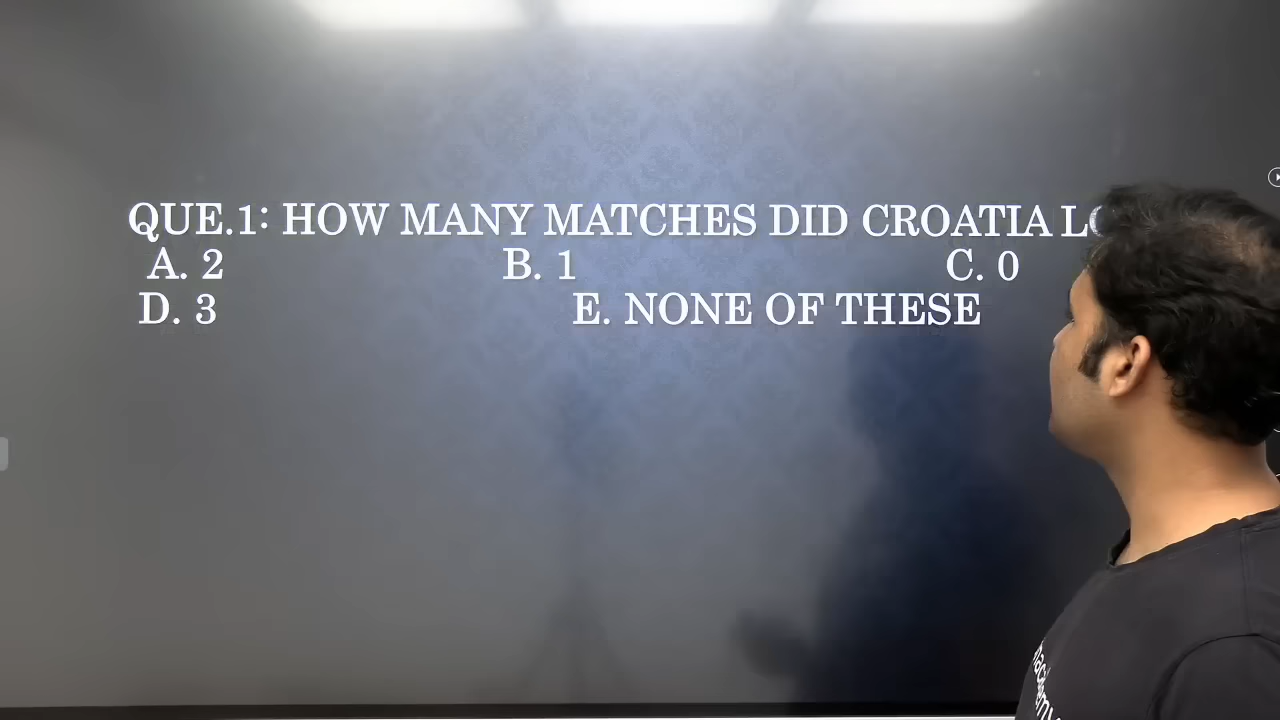 QUE.1: HOW MANY MATCHES DID CROATIA
A. 2 B. 1 C. 0
D. 3 E. NONE OF THESE